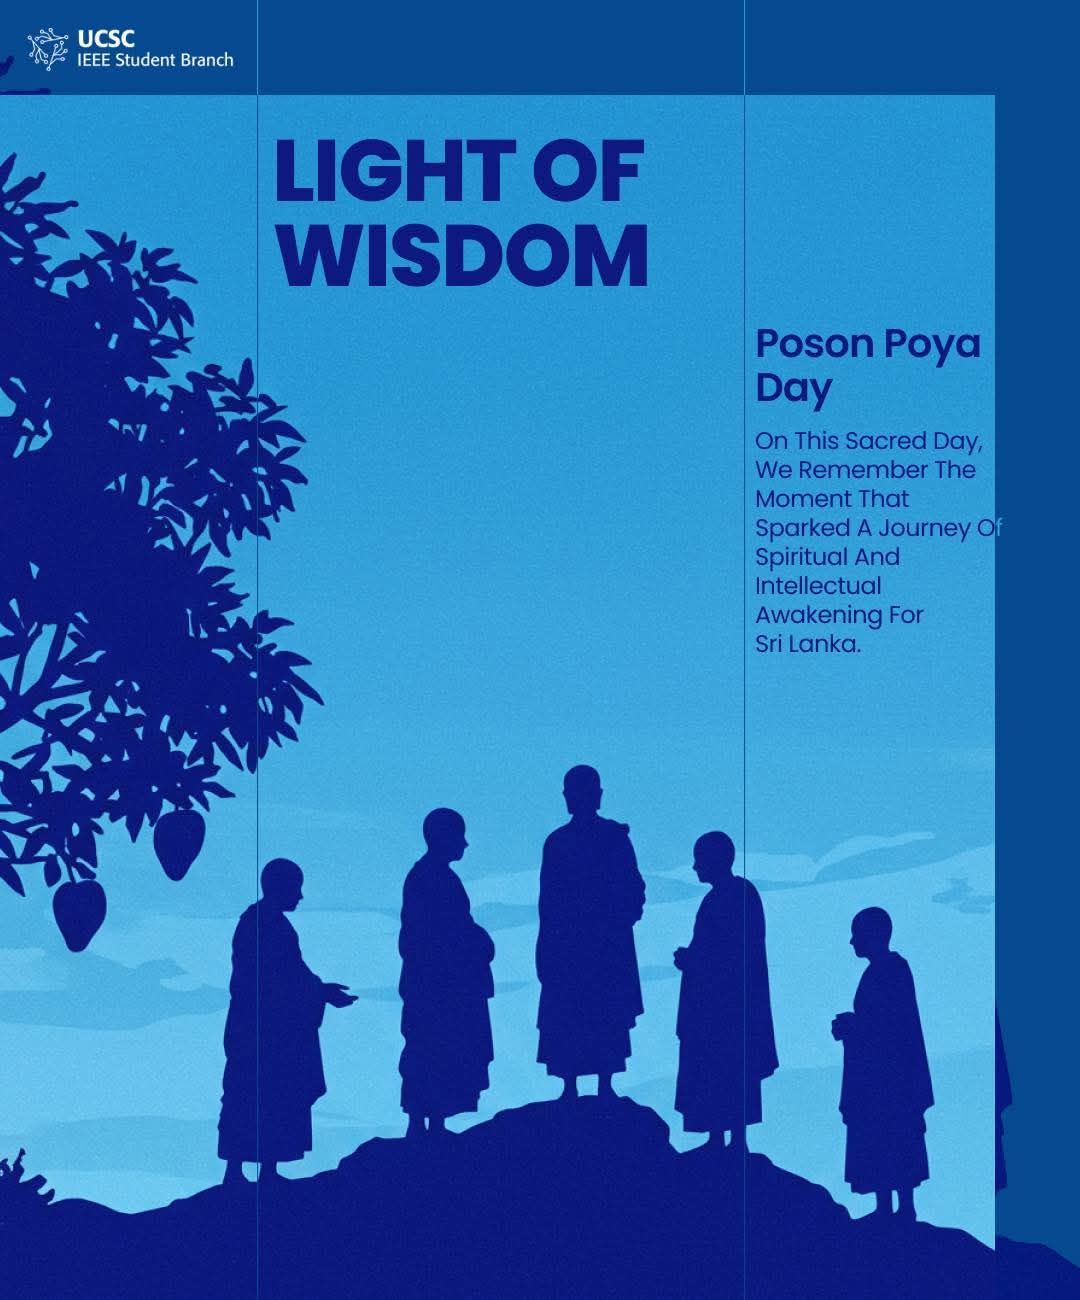 UCSC
IEEE Student Branch
LIGHT OF
WISDOM
Poson Poya
Day
On This Sacred Day,
We Remember The
Moment That
Sparked A Journey Of
Spiritual And
Intellectual
Awakening For
Sri Lanka.